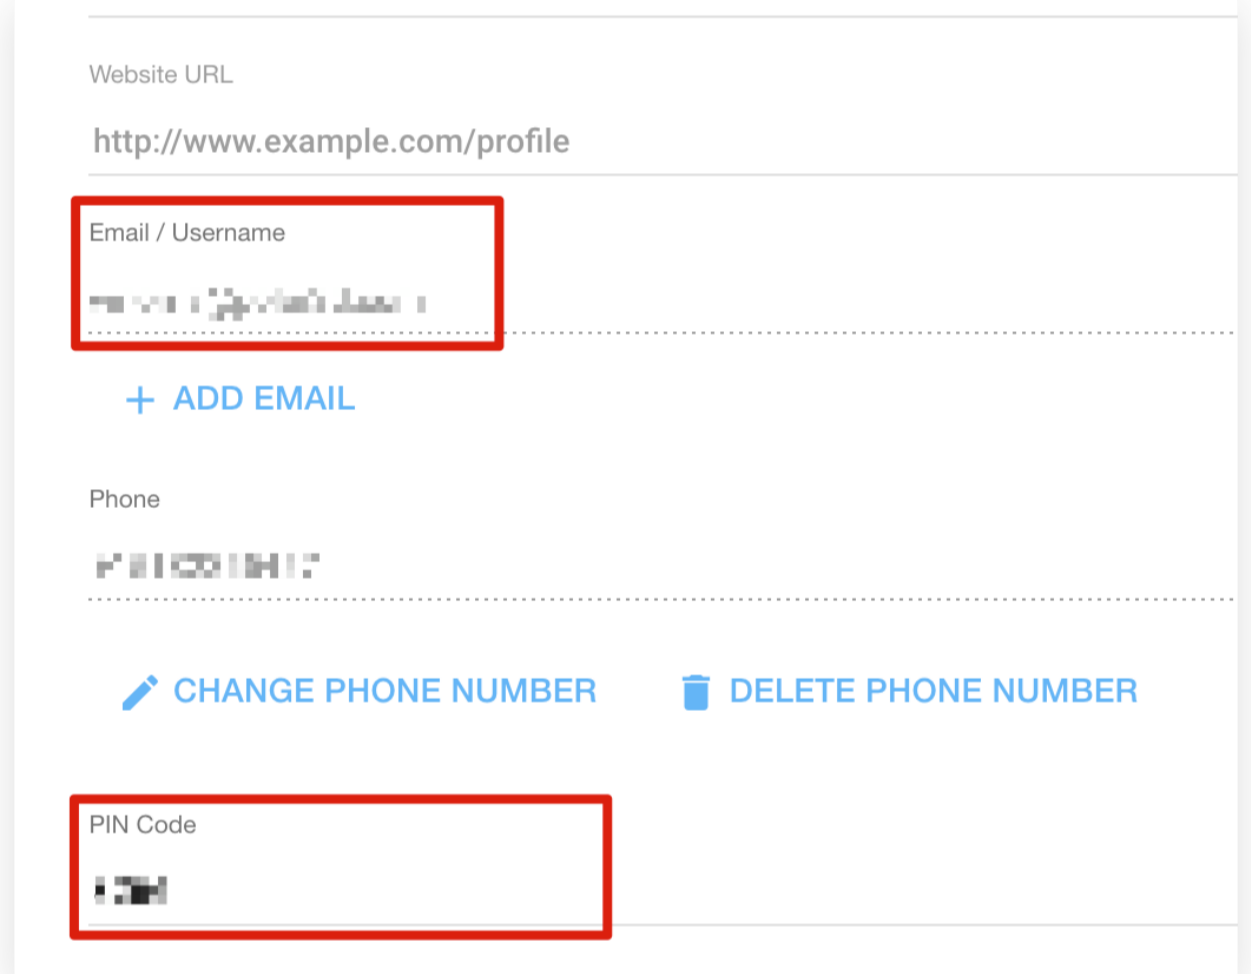 Website URL
http://www.example.com/profile
Email / Username
ADD EMAIL
Phone
CHANGE PHONE NUMBER
DELETE PHONE NUMBER
PIN Code